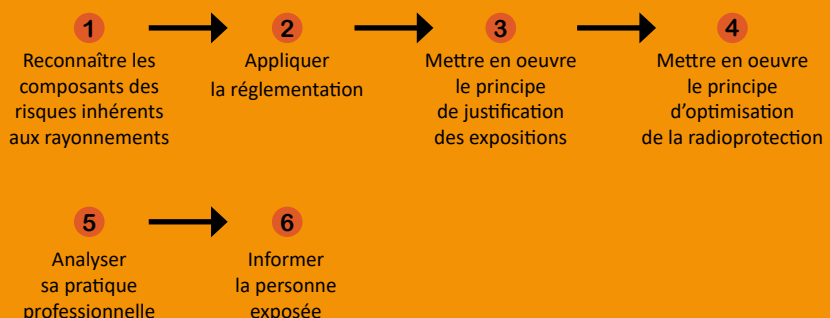 1
Reconnaître les
composants des
risques inhérents
aux rayonnements
2
Appliquer
la réglementation
3
Mettre en oeuvre
le principe
de justification
des expositions
4
Mettre en oeuvre
le principe
d'optimisation
de la radioprotection
5
Analyser
sa pratique
professionnelle
6
Informer
la personne
exposée